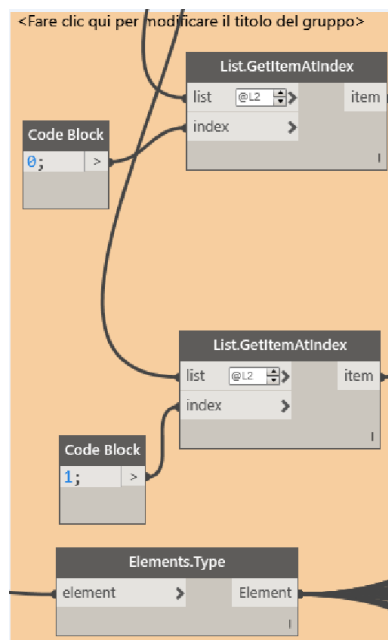 <Fare clic qui per modificare il titolo del gruppo>
List.GetItemAtIndex
list @L2 > item
index >
l
Code Block
0; >
List.GetItemAtIndex
list @L2 > item
index >
l
Code Block
1; >
Elements.Type
element > Element
l